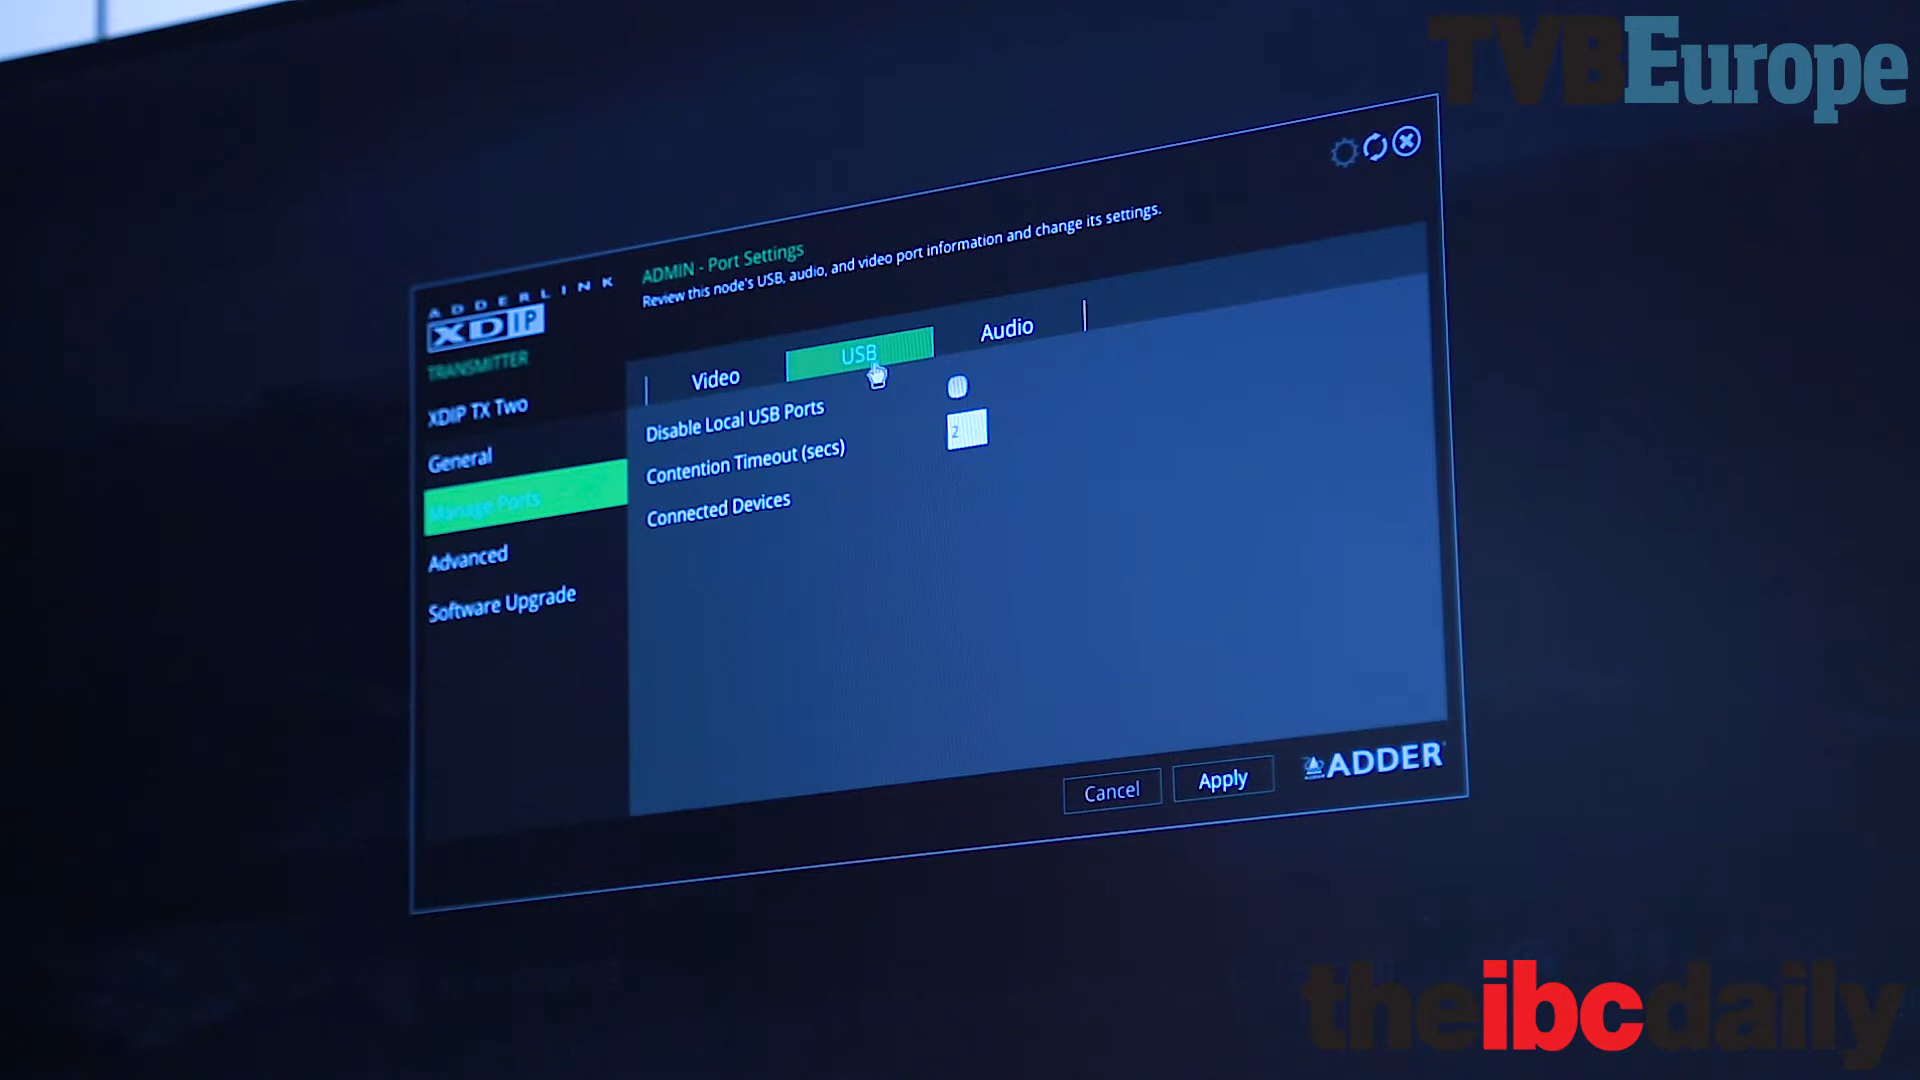 TVBEurope
ADMIN - Port Settings
Review this node's USB, audio, and video port information and change its settings.
ADDERLINK
XDIP
TRANSMITTER
XDIP TX Two
General
Manage Ports
Advanced
Software Upgrade
Video
USB
Audio
Disable Local USB Ports
Contention Timeout (secs)
2
Connected Devices
Cancel
Apply
ADDER
theibcdaily